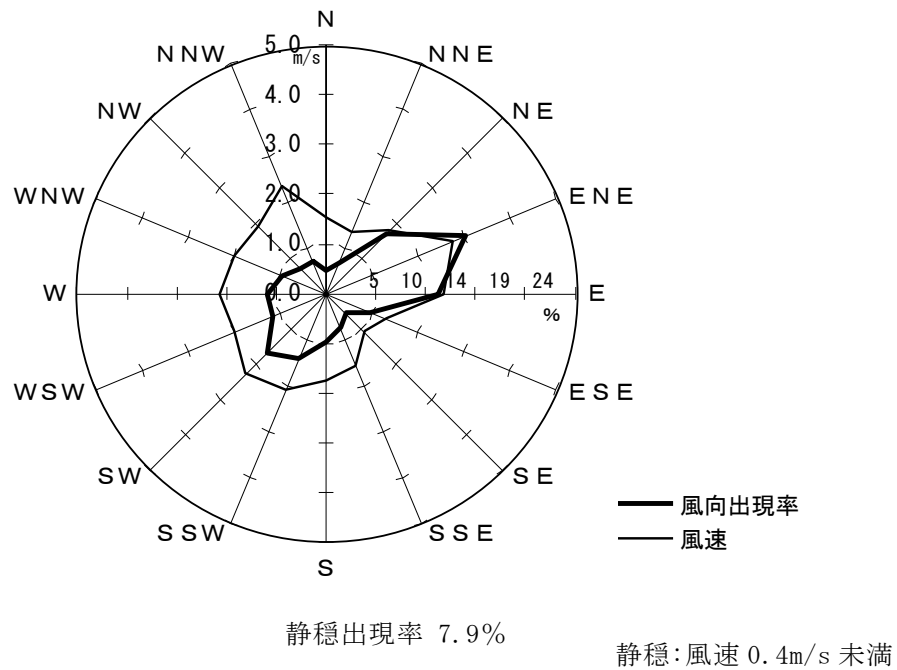 N
5.0
m/s
NNW
NNE
4.0
NW
NE
3.0
WNW
ENE
2.0
1.0
W
0.0
5 10 14 19 24
E
%
WSW
ESE
SW
SE
SSW
SSE
S
風向出現率
風速
静穏出現率 7.9%
静穏:風速 0.4m/s 未満